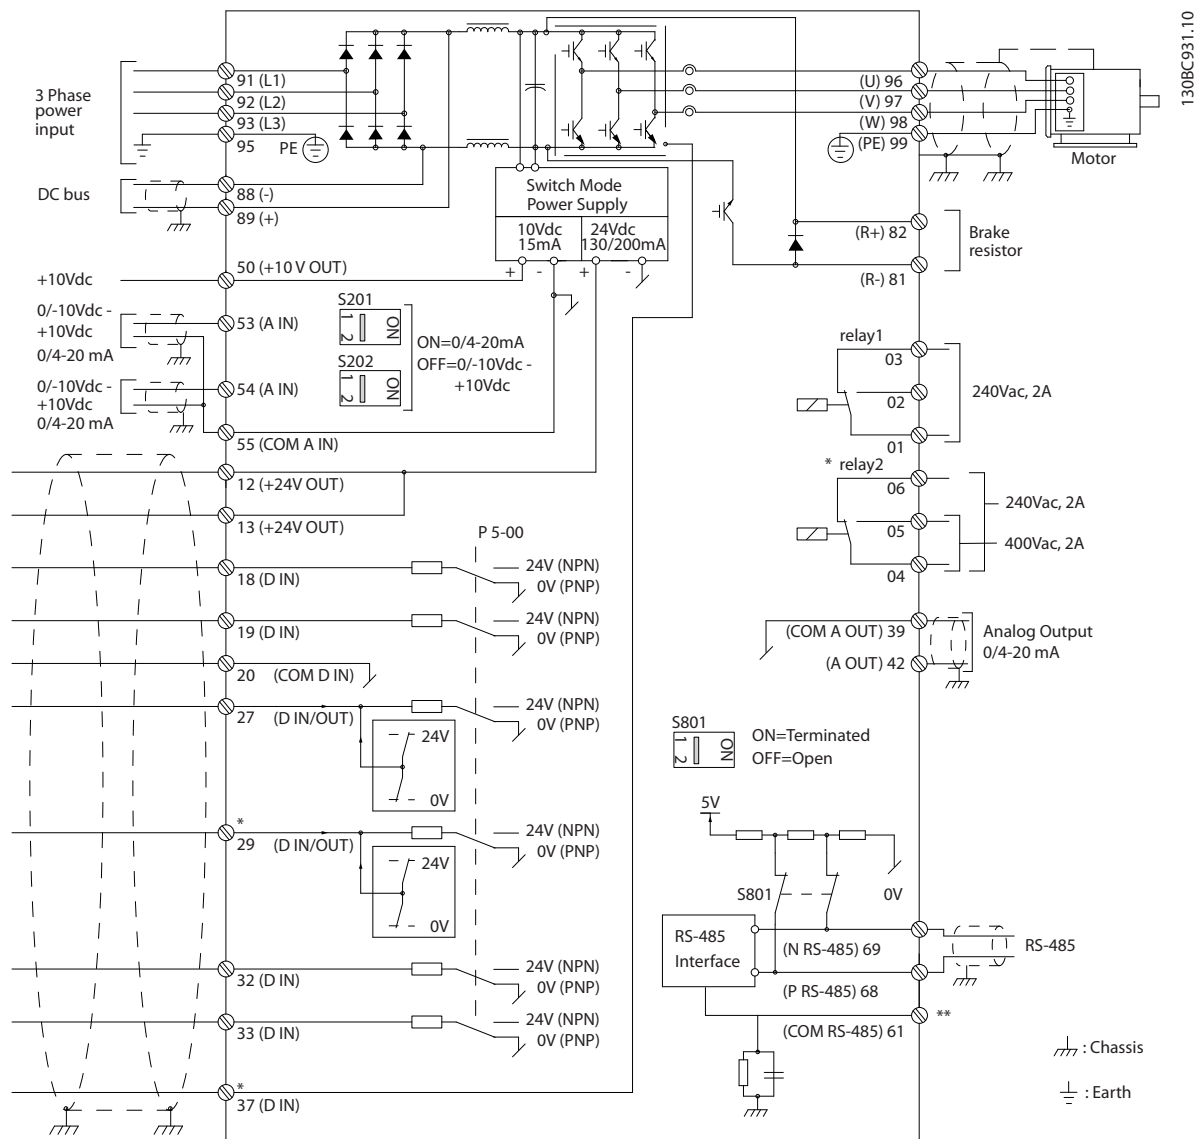 130BC931.10
3 Phase
power
input
91 (L1)
92 (L2)
93 (L3)
95
PE
DC bus
88 (-)
89 (+)
Switch Mode
Power Supply
10Vdc
15mA
24Vdc
130/200mA
+
-
+
-
(U) 96
(V) 97
(W) 98
(PE) 99
Motor
(R+) 82
(R-) 81
Brake
resistor
+10Vdc
50 (+10 V OUT)
0/-10Vdc -
+10Vdc
0/4-20 mA
53 (A IN)
0/-10Vdc -
+10Vdc
0/4-20 mA
54 (A IN)
55 (COM A IN)
S201
1
2
ON
S202
1
2
ON
ON=0/4-20mA
OFF=0/-10Vdc -
+10Vdc
relay1
03
02
01
240Vac, 2A
* relay2
06
05
04
240Vac, 2A
400Vac, 2A
12 (+24V OUT)
13 (+24V OUT)
P 5-00
18 (D IN)
24V (NPN)
0V (PNP)
19 (D IN)
24V (NPN)
0V (PNP)
20 (COM D IN)
27 (D IN/OUT)
24V (NPN)
0V (PNP)
24V
0V
*
29 (D IN/OUT)
24V (NPN)
0V (PNP)
24V
0V
32 (D IN)
24V (NPN)
0V (PNP)
33 (D IN)
24V (NPN)
0V (PNP)
*
37 (D IN)
(COM A OUT) 39
(A OUT) 42
Analog Output
0/4-20 mA
S801
1
2
ON
ON=Terminated
OFF=Open
5V
S801
0V
RS-485
Interface
(N RS-485) 69
(P RS-485) 68
(COM RS-485) 61
RS-485
**
: Chassis
: Earth